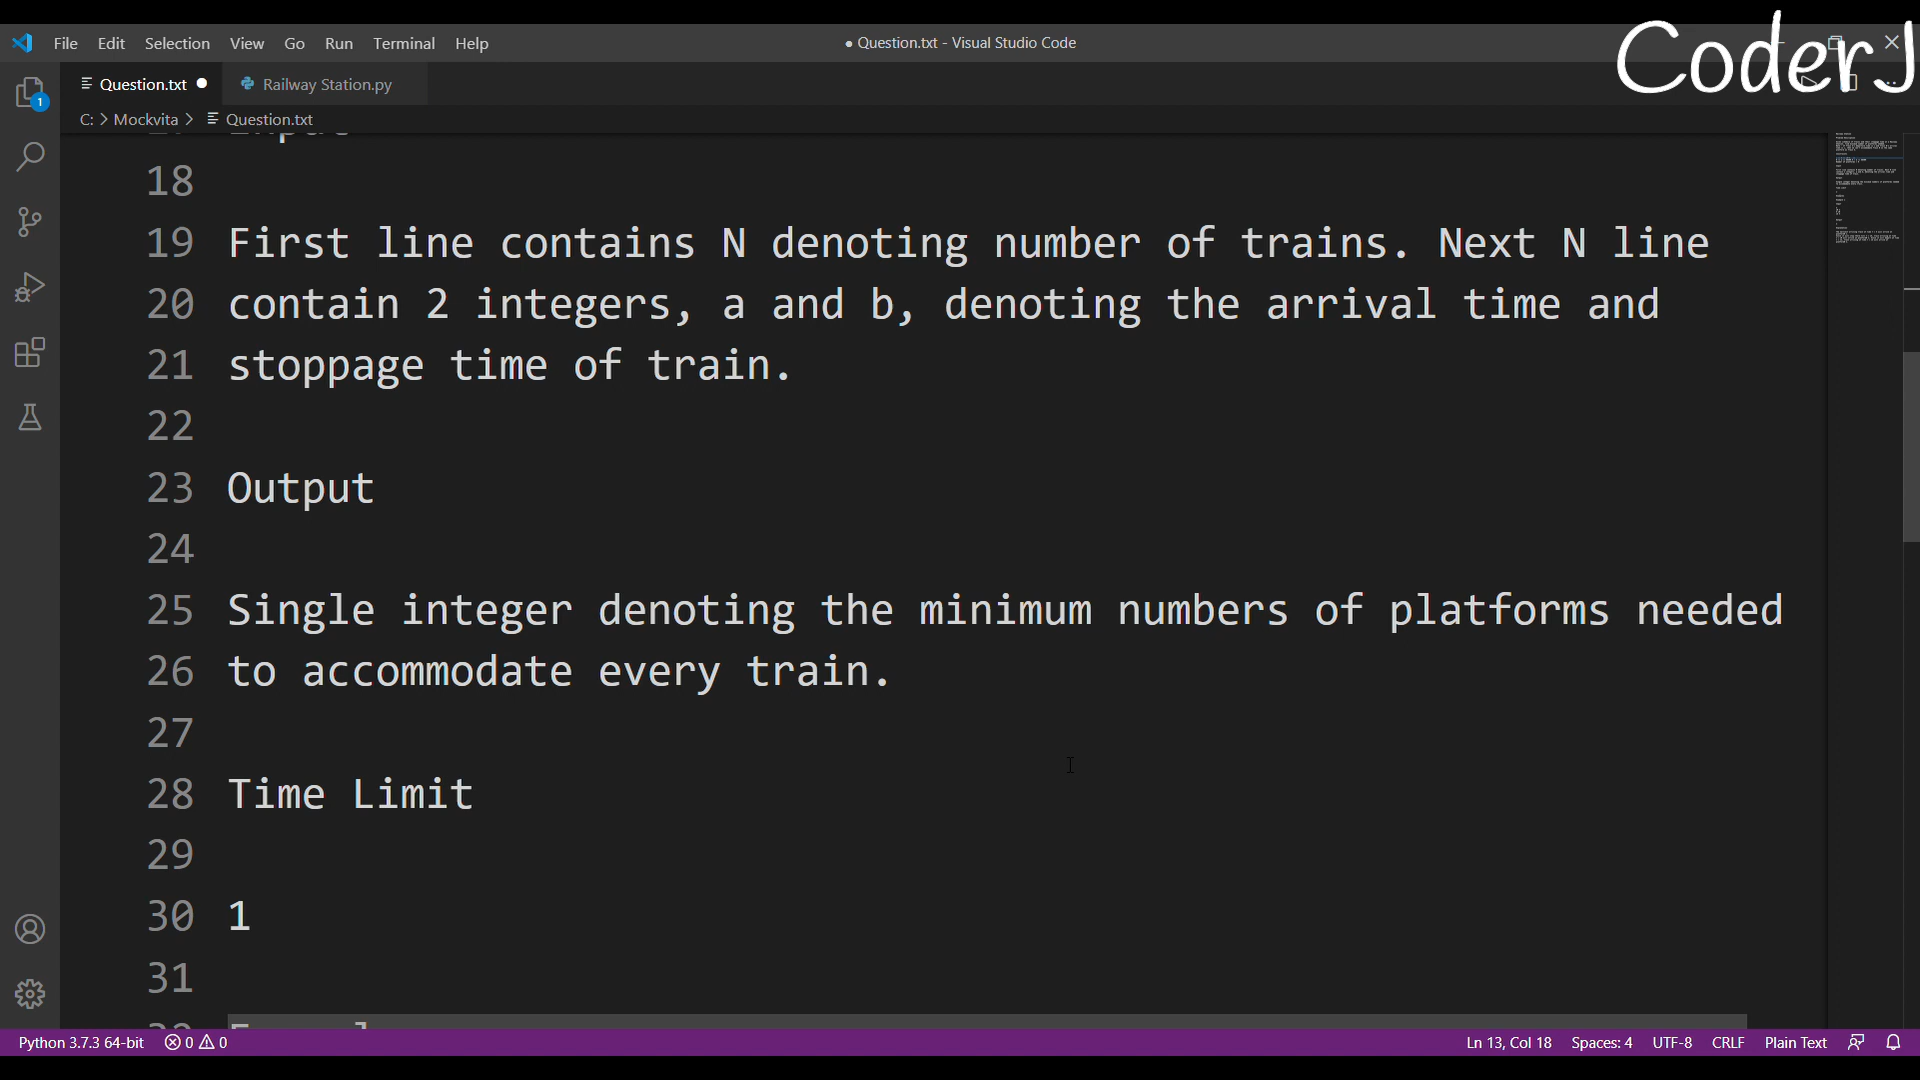 CoderJ
File Edit Selection View Go Run Terminal Help
● Question.txt - Visual Studio Code
Question.txt ● Railway Station.py
1
C: > Mockvita > Question.txt
Input
18
19 First line contains N denoting number of trains. Next N line
20 contain 2 integers, a and b, denoting the arrival time and
21 stoppage time of train.
22
23 Output
24
25 Single integer denoting the minimum numbers of platforms needed
26 to accommodate every train.
27
28 Time Limit
29
30 1
31
Python 3.7.3 64-bit 0 0 Ln 13, Col 18 Spaces: 4 UTF-8 CRLF Plain Text